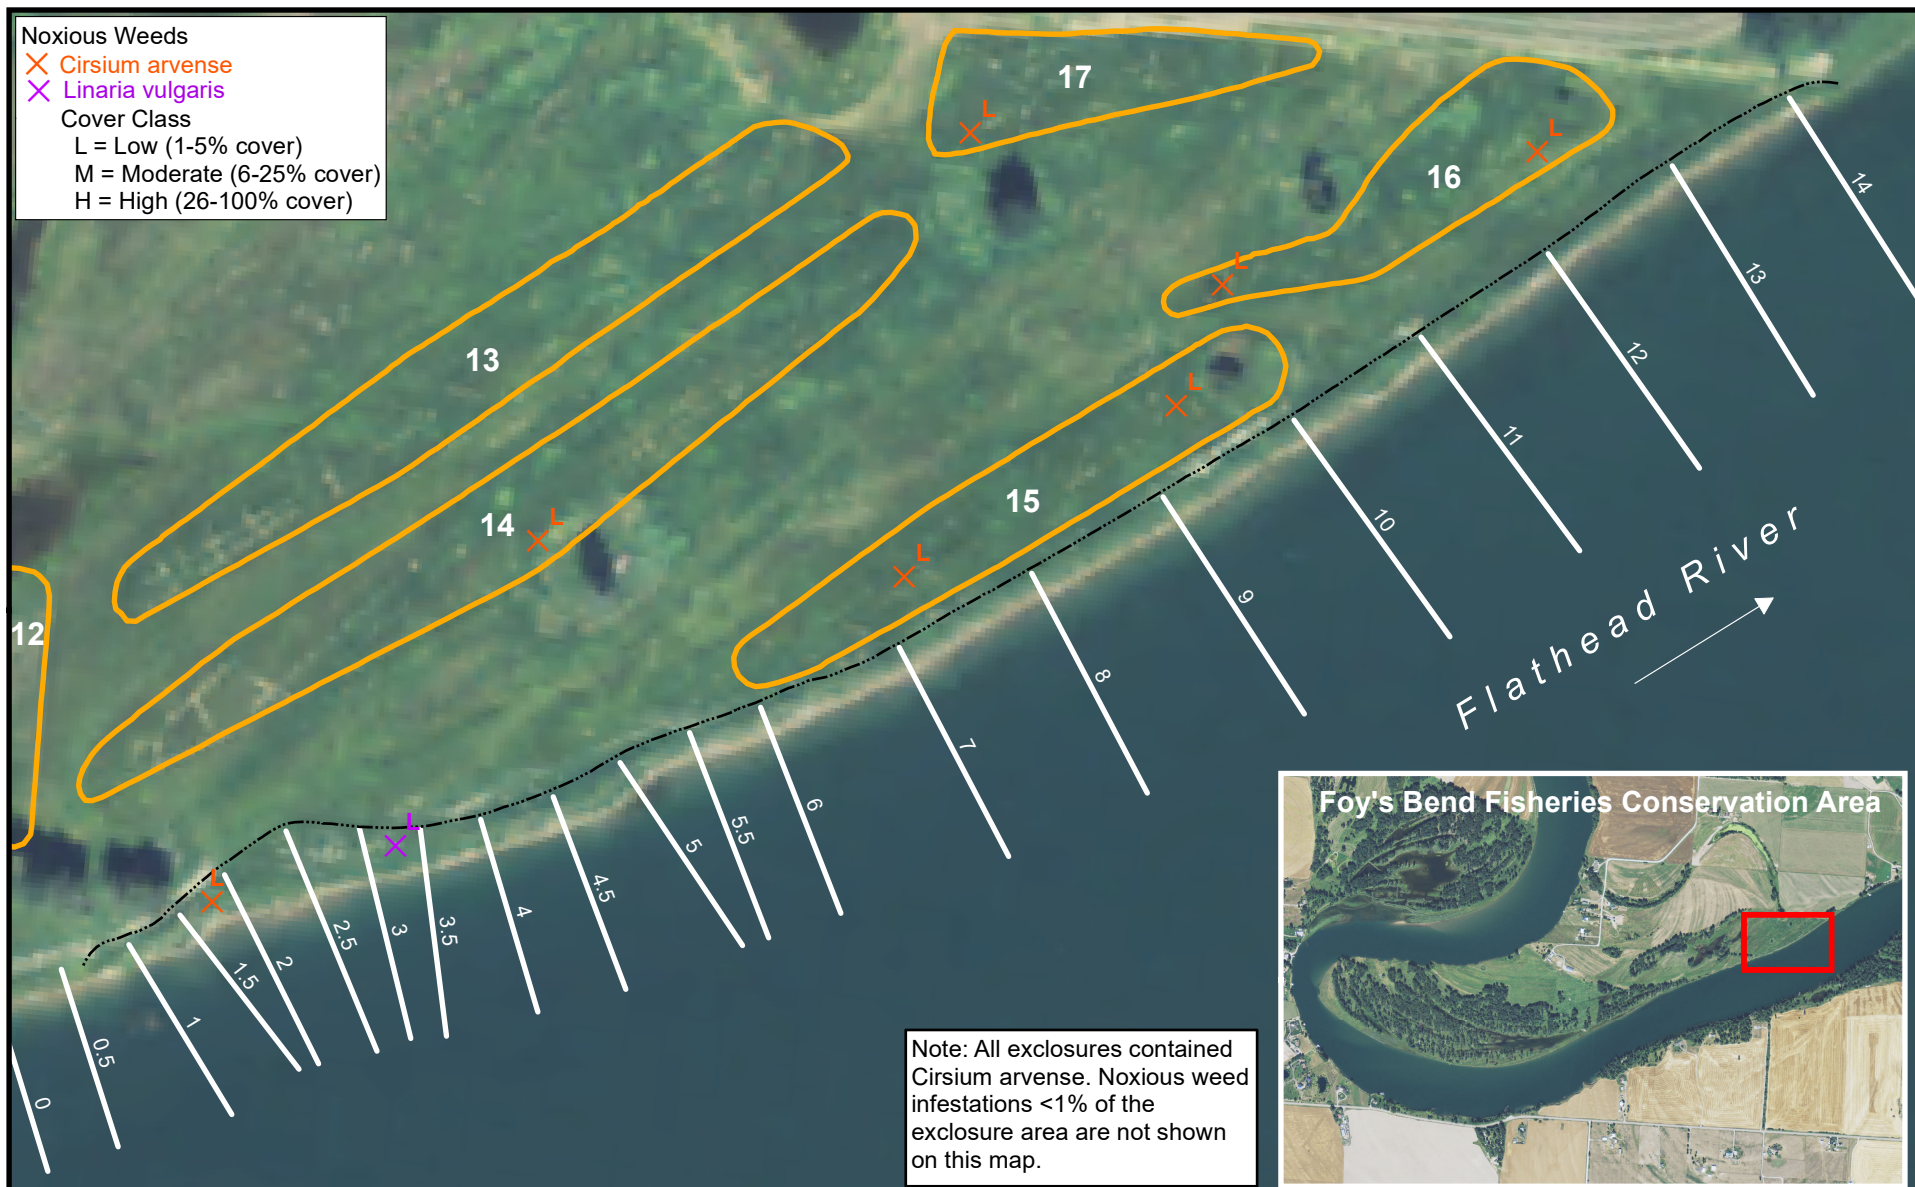 Noxious Weeds
Cirsium arvense
Linaria vulgaris
Cover Class
L = Low (1-5% cover)
M = Moderate (6-25% cover)
H = High (26-100% cover)
17
L
L
16
L
13
L
15
L
14
L
L
12
L
L
14
13
12
11
10
9
8
7
6
5.5
5
4.5
4
3.5
3
2.5
2
1.5
1
0.5
0
Flathead River
Foy's Bend Fisheries Conservation Area
Note: All exclosures contained
Cirsium arvense. Noxious weed
infestations <1% of the
exclosure area are not shown
on this map.